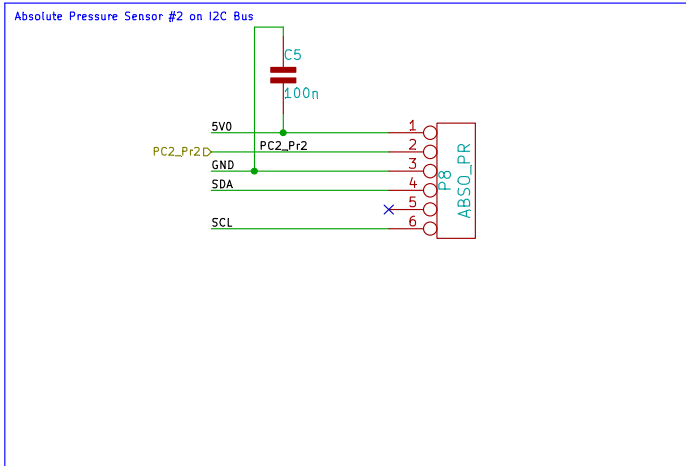 Absolute Pressure Sensor #2 on I2C Bus
C5
100n
5V0
1
PC2_Pr2
PC2_Pr2
2
GND
3
SDA
4
5
SCL
6
P8
ABSO_PR